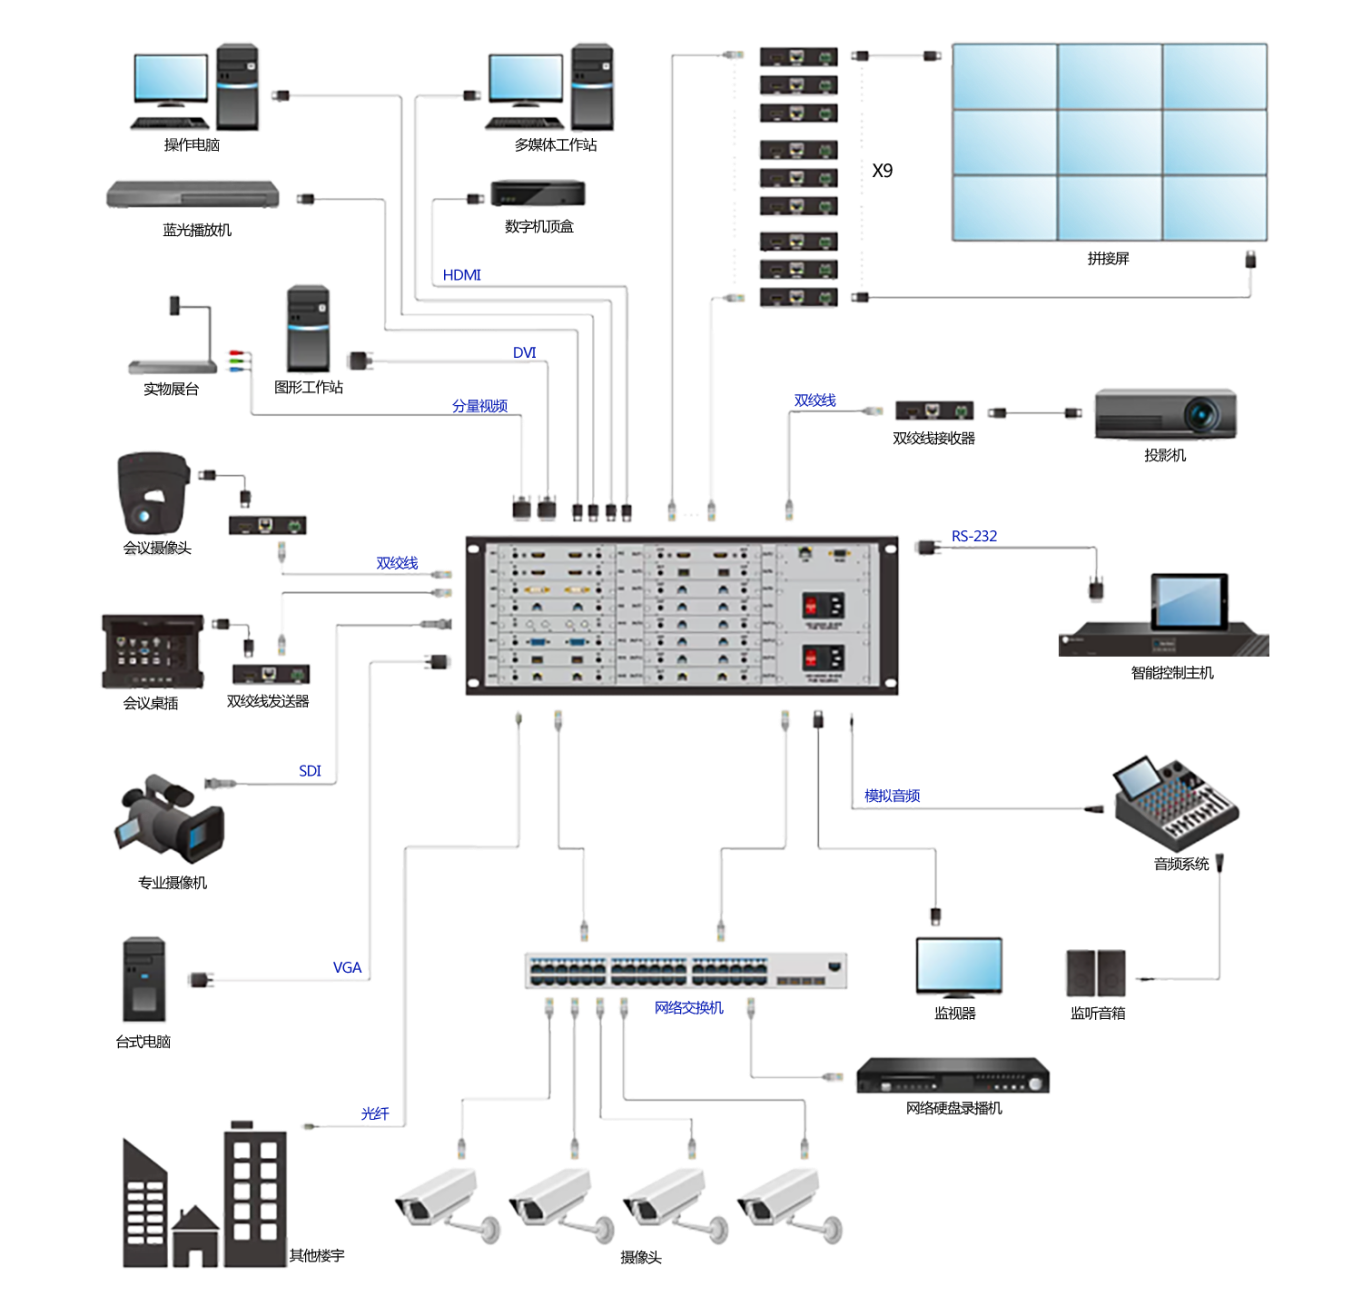 操作电脑
多媒体工作站
X9
蓝光播放机
数字机顶盒
拼接屏
HDMI
DVI
实物展台
图形工作站
分量视频
双绞线
双绞线接收器
投影机
会议摄像头
双绞线
RS-232
会议桌插
双绞线发送器
智能控制主机
SDI
模拟音频
专业摄像机
音频系统
VGA
网络交换机
监视器
监听音箱
台式电脑
光纤
网络硬盘录播机
其他楼宇
摄像头